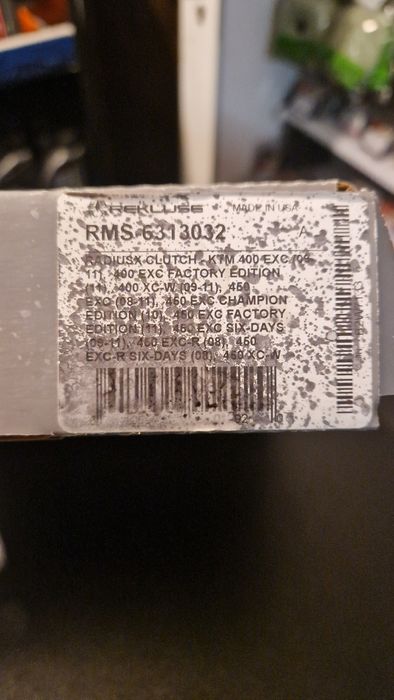 REKLUSE MADE IN USA
RMS-6313032 A
RADIUSX CLUTCH - KTM 400 EXC (09-
11), 400 EXC FACTORY EDITION
(11), 400 XC-W (09-11), 450
EXC (08-11), 450 EXC CHAMPION
EDITION (10), 450 EXC FACTORY
EDITION (11), 450 EXC SIX-DAYS
(09-11), 450 EXC-R (08), 450
EXC-R SIX-DAYS (08), 450 XC-W